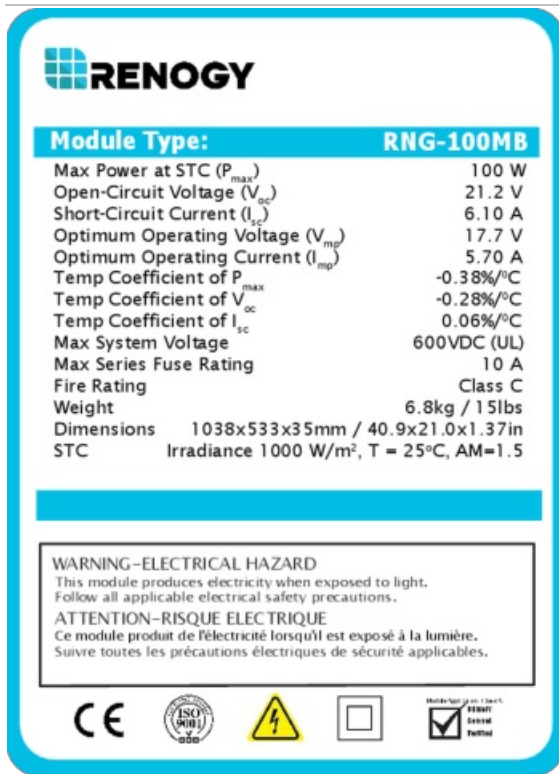 RENOGY
Module Type: RNG-100MB
Max Power at STC (Pmax) 100 W
Open-Circuit Voltage (Voc) 21.2 V
Short-Circuit Current (Isc) 6.10 A
Optimum Operating Voltage (Vmp) 17.7 V
Optimum Operating Current (Imp) 5.70 A
Temp Coefficient of Pmax -0.38%/°C
Temp Coefficient of Voc -0.28%/°C
Temp Coefficient of Isc 0.06%/°C
Max System Voltage 600VDC (UL)
Max Series Fuse Rating 10 A
Fire Rating Class C
Weight 6.8kg / 15lbs
Dimensions 1038x533x35mm / 40.9x21.0x1.37in
STC Irradiance 1000 W/m², T = 25°C, AM=1.5
WARNING-ELECTRICAL HAZARD
This module produces electricity when exposed to light.
Follow all applicable electrical safety precautions.
ATTENTION-RISQUE ELECTRIQUE
Ce module produit de l'électricité lorsqu'il est exposé à la lumière.
Suivre toutes les précautions électriques de sécurité applicables.
CE
ISO
9001